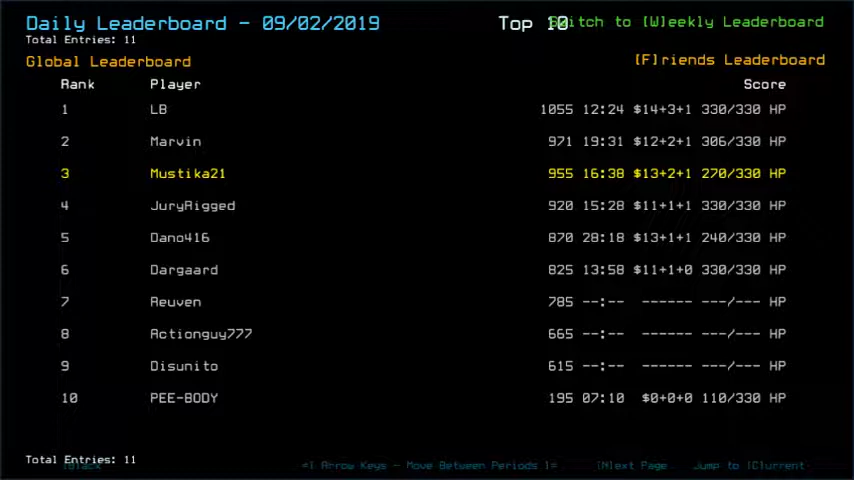 Daily Leaderboard - 09/02/2019 Top 10 Switch to [W]eekly Leaderboard
Total Entries: 11
Global Leaderboard [F]riends Leaderboard
Rank Player Score
1 LB 1055 12:24 $14+3+1 330/330 HP
2 Marvin 971 19:31 $12+2+1 306/330 HP
3 Mustika21 955 16:38 $13+2+1 270/330 HP
4 JuryRigged 920 15:28 $11+1+1 330/330 HP
5 Dano416 870 28:18 $13+1+1 240/330 HP
6 Dargaard 825 13:58 $11+1+0 330/330 HP
7 Reuven 785 --:-- ------ ---/--- HP
8 Actionguy777 665 --:-- ------ ---/--- HP
9 Disunito 615 --:-- ------ ---/--- HP
10 PEE-BODY 195 07:10 $0+0+0 110/330 HP
Total Entries: 11
[B]ack =[ Arrow Keys - Move Between Periods ]= [N]ext Page Jump to [C]urrent